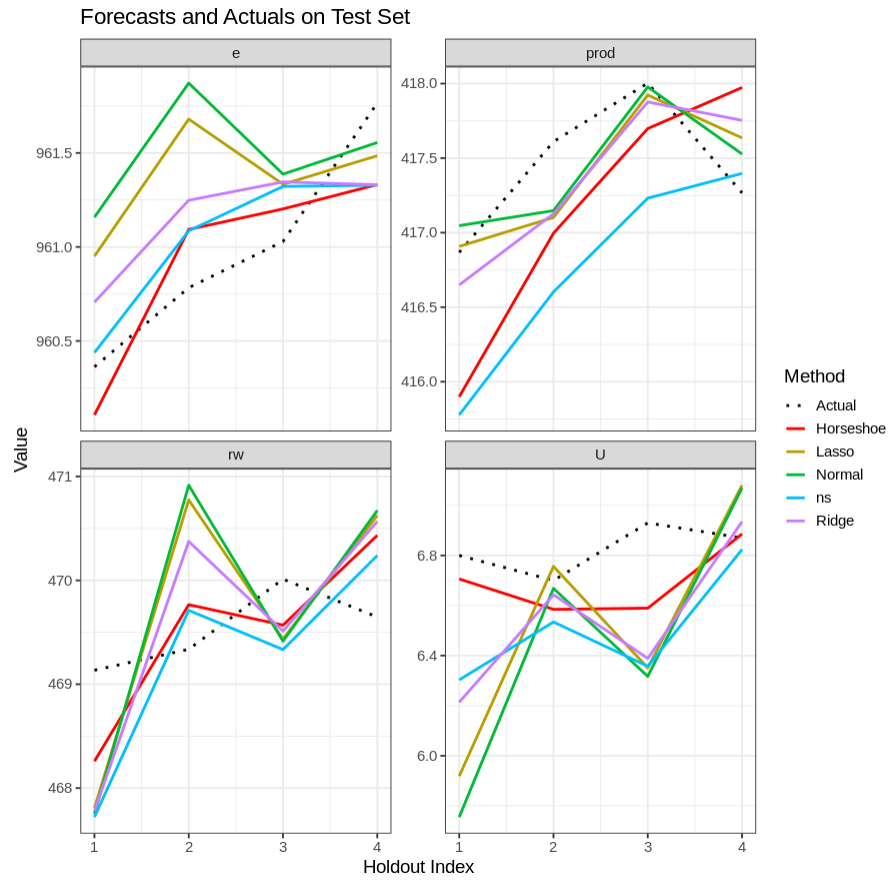 Forecasts and Actuals on Test Set
e
prod
961.5
961.0
960.5
418.0
417.5
417.0
416.5
416.0
rw
U
471
470
469
468
6.8
6.4
6.0
1 2 3 4
1 2 3 4
Value
Holdout Index
Method
Actual
Horseshoe
Lasso
Normal
ns
Ridge